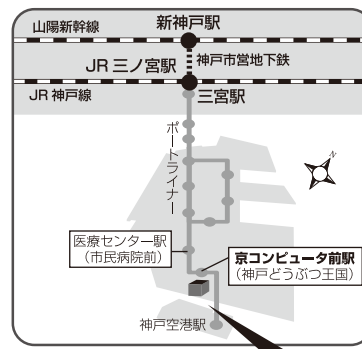 新神戸駅
山陽新幹線
神戸市営地下鉄
JR 三ノ宮駅
JR 神戸線
三宮駅
ポートライナー
N
医療センター駅
（市民病院前）
京コンピュータ前駅
（神戸どうぶつ王国）
神戸空港駅